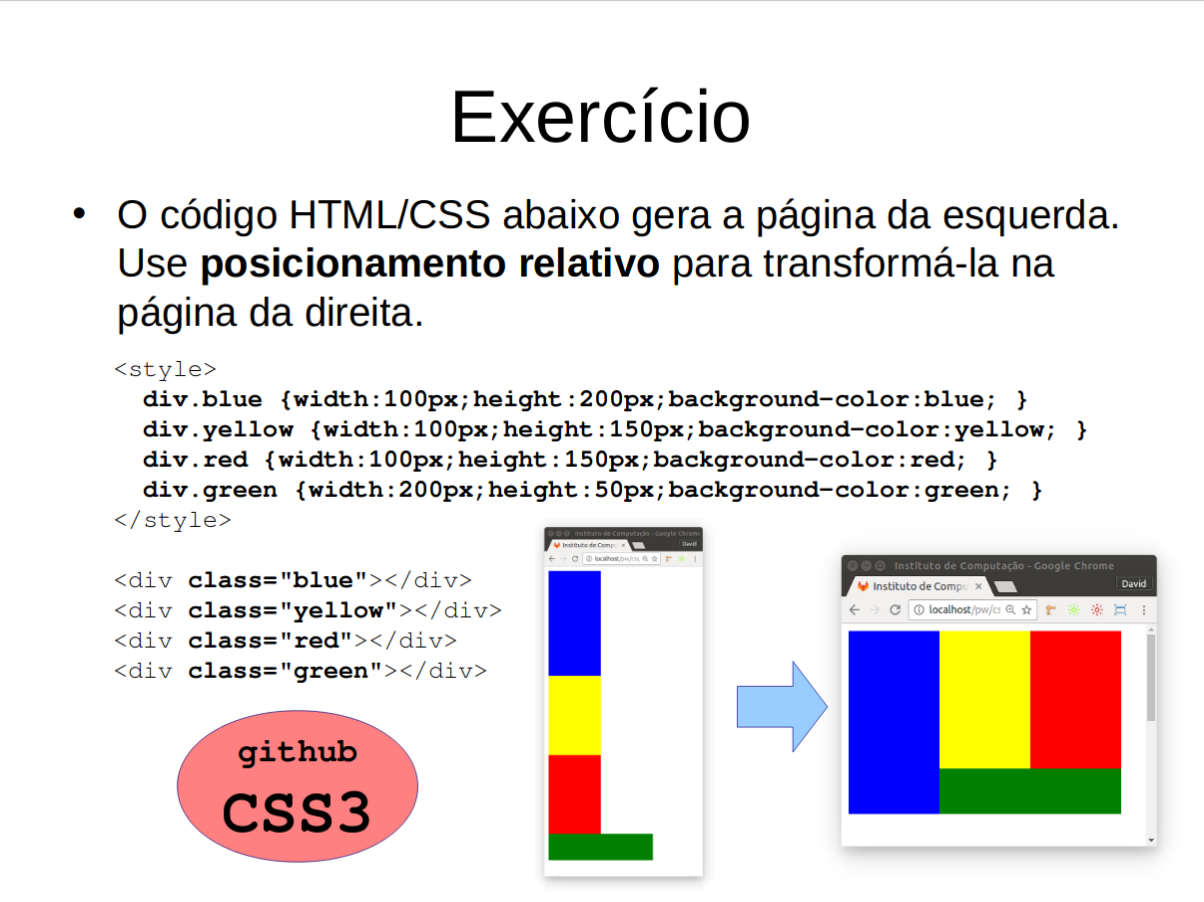 Exercício
• O código HTML/CSS abaixo gera a página da esquerda.
Use posicionamento relativo para transformá-la na
página da direita.
<style>
div.blue {width:100px;height:200px;background-color:blue; }
div.yellow {width:100px;height:150px;background-color:yellow; }
div.red {width:100px;height:150px;background-color:red; }
div.green {width:200px;height:50px;background-color:green; }
</style>
<div class="blue"></div>
<div class="yellow"></div>
<div class="red"></div>
<div class="green"></div>
github
CSS3
Instituto de Computação - Google Chrome
Instituto de Comp
David
localhost/pw/cs
Instituto de Computação - Google Chrome
Instituto de Compu
David
localhost/pw/cs